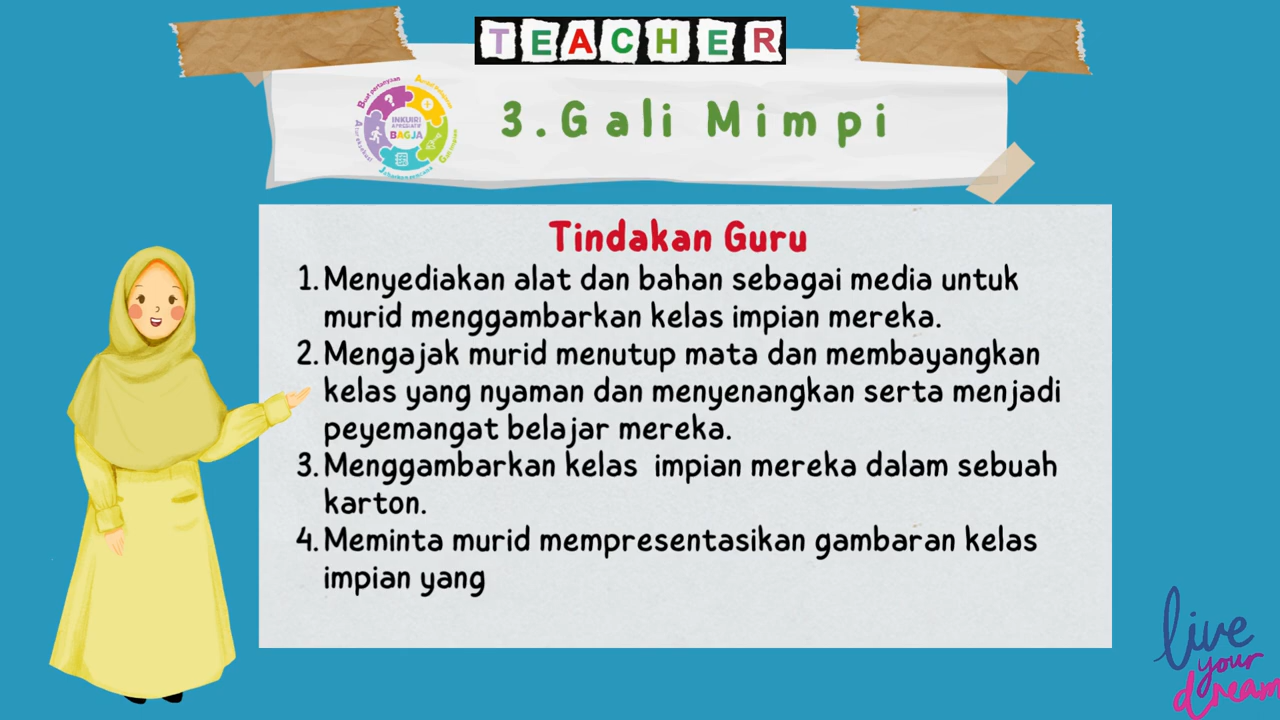 TEACHER
Buat pertanyaan
INKUIRI
APRESIATIF
BAGJA
3.Gali Mimpi
Tindakan Guru
1. Menyediakan alat dan bahan sebagai media untuk
murid menggambarkan kelas impian mereka.
2. Mengajak murid menutup mata dan membayangkan
kelas yang nyaman dan menyenangkan serta menjadi
peyemangat belajar mereka.
3. Menggambarkan kelas impian mereka dalam sebuah
karton.
4. Meminta murid mempresentasikan gambaran kelas
impian yang
live
your
dream